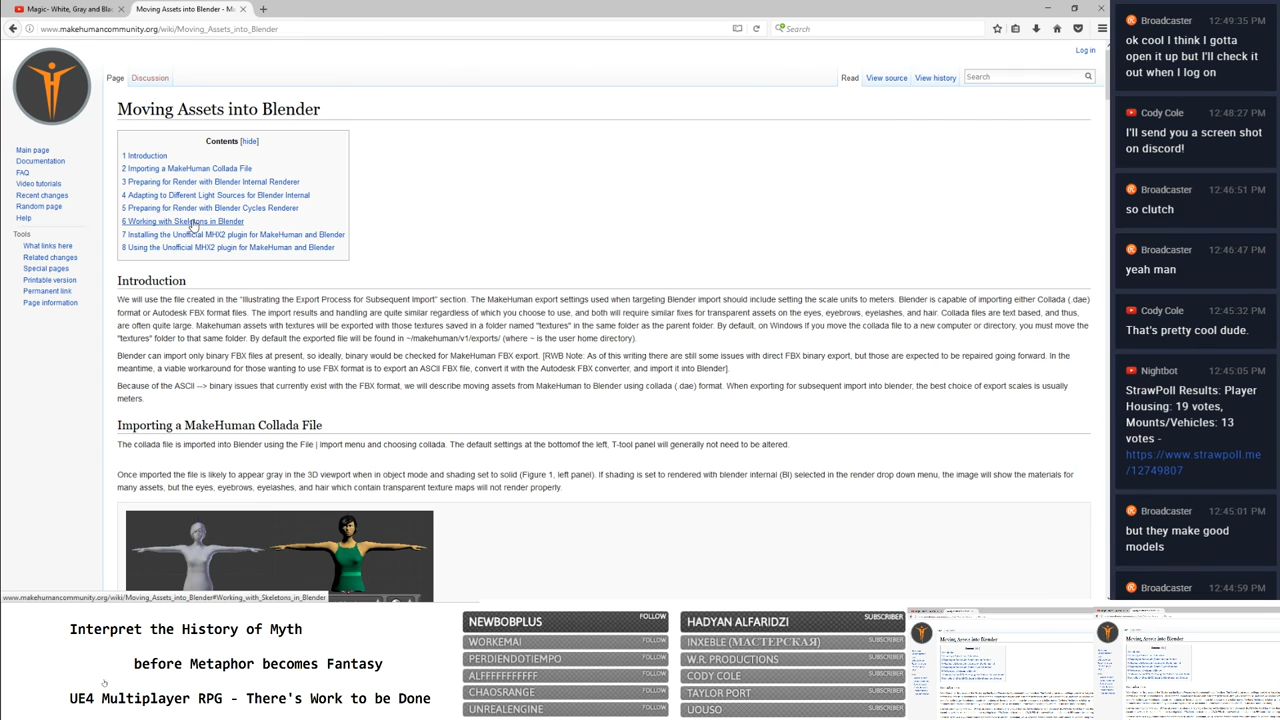 Magic- White, Gray and Bla
Moving Assets into Blender - M
www.makehumancommunity.org/wiki/Moving_Assets_into_Blender
Search
Log in
Page
Discussion
Read
View source
View history
Search
Moving Assets into Blender
Contents [hide]
1 Introduction
2 Importing a MakeHuman Collada File
3 Preparing for Render with Blender Internal Renderer
4 Adapting to Different Light Sources for Blender Internal
5 Preparing for Render with Blender Cycles Renderer
6 Working with Skeletons in Blender
7 Installing the Unofficial MHX2 plugin for MakeHuman and Blender
8 Using the Unofficial MHX2 plugin for MakeHuman and Blender
Main page
Documentation
FAQ
Video tutorials
Recent changes
Random page
Help
Tools
What links here
Related changes
Special pages
Printable version
Permanent link
Page information
Introduction
We will use the file created in the "Illustrating the Export Process for Subsequent Import" section. The MakeHuman export settings used when targeting Blender import should include setting the scale units to meters. Blender is capable of importing either Collada (.dae)
format or Autodesk FBX format files. The import results and handling are quite similar regardless of which you choose to use, and both will require similar fixes for transparent assets on the eyes, eyebrows, eyelashes, and hair. Collada files are text based, and thus,
are often quite large. Makehuman assets with textures will be exported with those textures saved in a folder named "textures" in the same folder as the parent folder. By default, on Windows if you move the collada file to a new computer or directory, you must move the
"textures" folder to that same folder. By default the exported file will be found in ~/makehuman/v1/exports/ (where ~ is the user home directory).
Blender can import only binary FBX files at present, so ideally, binary would be checked for MakeHuman FBX export. [RWB Note: As of this writing there are still some issues with direct FBX binary export, but those are expected to be repaired going forward. In the
meantime, a viable workaround for those wanting to use FBX format is to export an ASCII FBX file, convert it with the Autodesk FBX converter, and import it into Blender].
Because of the ASCII --> binary issues that currently exist with the FBX format, we will describe moving assets from MakeHuman to Blender using collada (.dae) format. When exporting for subsequent import into blender, the best choice of export scales is usually
meters.
Importing a MakeHuman Collada File
The collada file is imported into Blender using the File | Import menu and choosing collada. The default settings at the bottomof the left, T-tool panel will generally not need to be altered.
Once imported the file is likely to appear gray in the 3D viewport when in object mode and shading set to solid (Figure 1, left panel). If shading is set to rendered with blender internal (BI) selected in the render drop down menu, the image will show the materials for
many assets, but the eyes, eyebrows, eyelashes, and hair which contain transparent texture maps will not render properly.
www.makehumancommunity.org/wiki/Moving_Assets_into_Blender#Working_with_Skeletons_in_Blender
Broadcaster 12:49:35 PM
ok cool I think I gotta
open it up but I'll check it
out when I log on
Cody Cole 12:48:27 PM
I'll send you a screen shot
on discord!
Broadcaster 12:46:51 PM
so clutch
Broadcaster 12:46:47 PM
yeah man
Cody Cole 12:45:32 PM
That's pretty cool dude.
Nightbot 12:45:05 PM
StrawPoll Results: Player
Housing: 19 votes,
Mounts/Vehicles: 13
votes -
https://www.strawpoll.me
/12749807
Broadcaster 12:45:01 PM
but they make good
models
Broadcaster 12:44:59 PM
Interpret the History of Myth
before Metaphor becomes Fantasy
UE4 Multiplayer RPG: There's Work to be
NEWBOBPLUS FOLLOW
WORKEMAI FOLLOW
PERDIENDOTIEMPO FOLLOW
ALFFFFFFFFFF FOLLOW
CHAOSRANGE FOLLOW
UNREALENGINE FOLLOW
HADYAN ALFARIDZI SUBSCRIBER
INXEBLE (МАСТЕРСКАЯ) SUBSCRIBER
W.R. PRODUCTIONS SUBSCRIBER
CODY COLE SUBSCRIBER
TAYLOR PORT SUBSCRIBER
UOUSO SUBSCRIBER
Moving Assets into Blender
Moving Assets into Blender